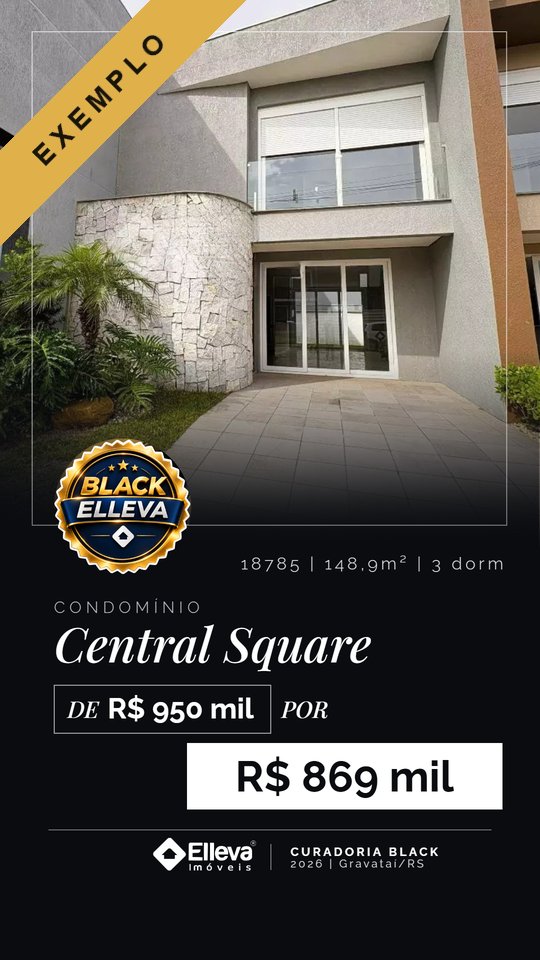 EXEMPLO
BLACK
ELLEVA
18785 | 148,9m² | 3 dorm
CONDOMÍNIO
Central Square
DE R$ 950 mil POR
R$ 869 mil
Elleva®
Imóveis
CURADORIA BLACK
2026 | Gravataí/RS